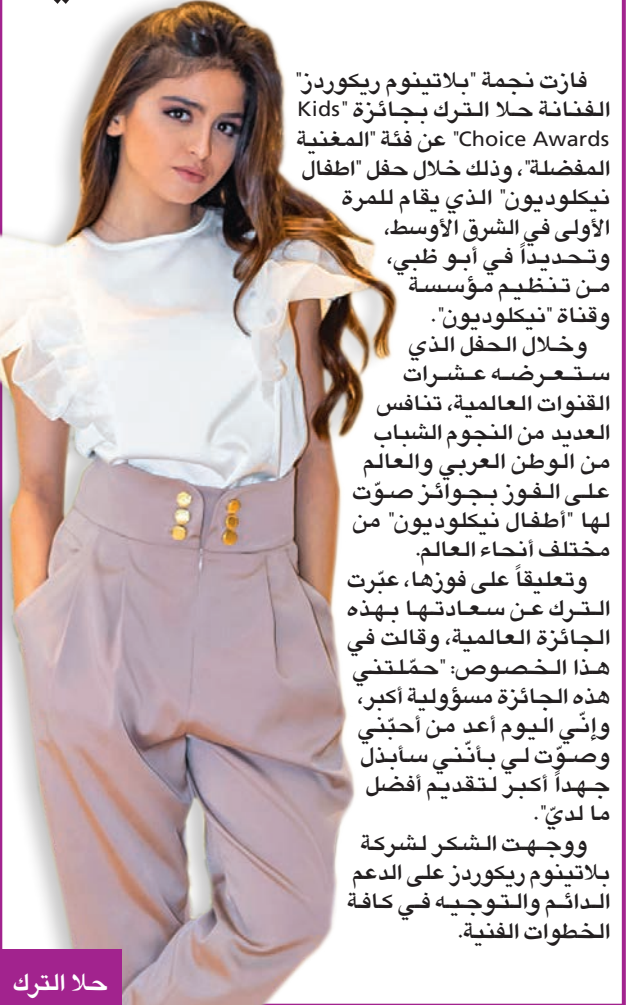 فازت نجمة "بلاتينوم ريكوردز"
الفنانة حلا الترك بجائزة "Kids
Choice Awards" عن فئة "المغنية
المفضلة"، وذلك خلال حفل "اطفال
نيكلوديون" الذي يقام للمرة
الأولى في الشرق الأوسط،
وتحديداً في أبو ظبي،
من تنظيم مؤسسة
وقناة "نيكلوديون".
وخلال الحفل الذي
ستعرضه عشرات
القنوات العالمية، تنافس
العديد من النجوم الشباب
من الوطن العربي والعالم
على الفوز بجوائز صوّت
لها "أطفال نيكلوديون" من
مختلف أنحاء العالم.
وتعليقاً على فوزها، عبّرت
الترك عن سعادتها بهذه
الجائزة العالمية، وقالت في
هذا الخصوص: "حمّلتني
هذه الجائزة مسؤولية أكبر،
وإنّي اليوم أعد من أحبّني
وصوّت لي بأنّني سأبذل
جهداً أكبر لتقديم أفضل
ما لديّ".
ووجهت الشكر لشركة
بلاتينوم ريكوردز على الدعم
الدائم والتوجيه في كافة
الخطوات الفنية.
حلا الترك